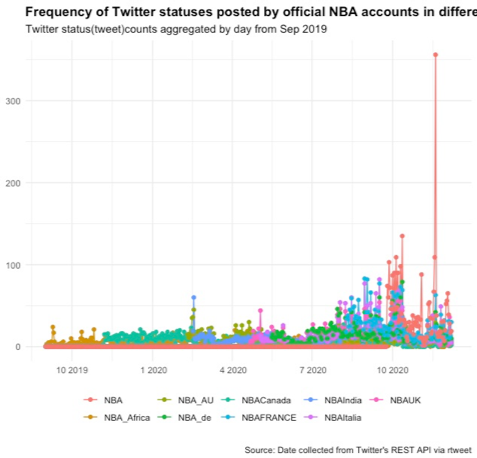 Frequency of Twitter statuses posted by official NBA accounts in differe
Twitter status(tweet)counts aggregated by day from Sep 2019
300
200
100
0
10 2019 1 2020 4 2020 7 2020 10 2020
NBA NBA_AU NBACanada NBAIndia NBAUK
NBA_Africa NBA_de NBAFRANCE NBAItalia
Source: Date collected from Twitter's REST API via rtweet